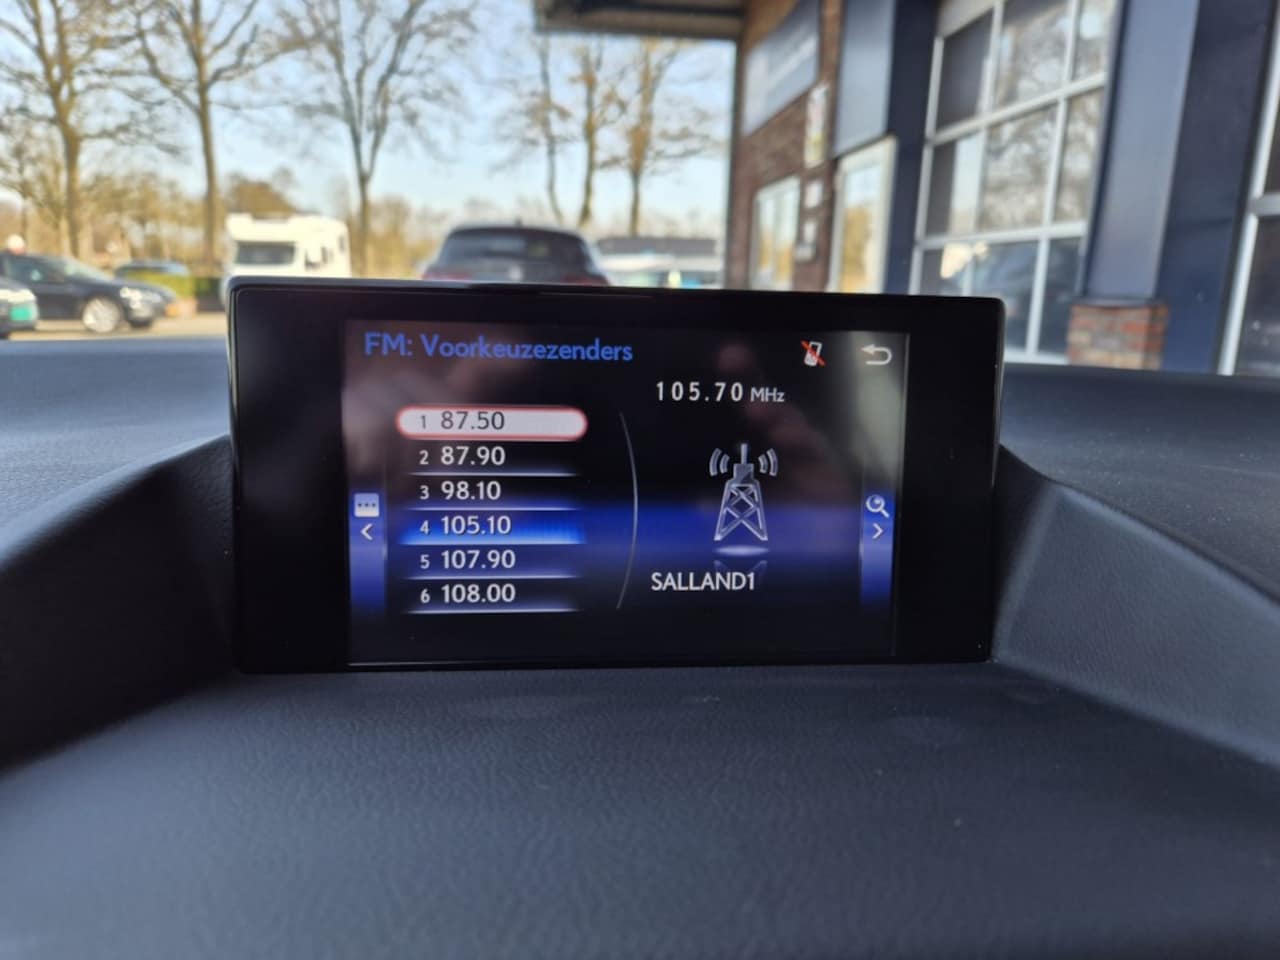 FM: Voorkeuzezenders
105.70 MHz
1 87.50
2 87.90
3 98.10
4 105.10
5 107.90
6 108.00
SALLAND1